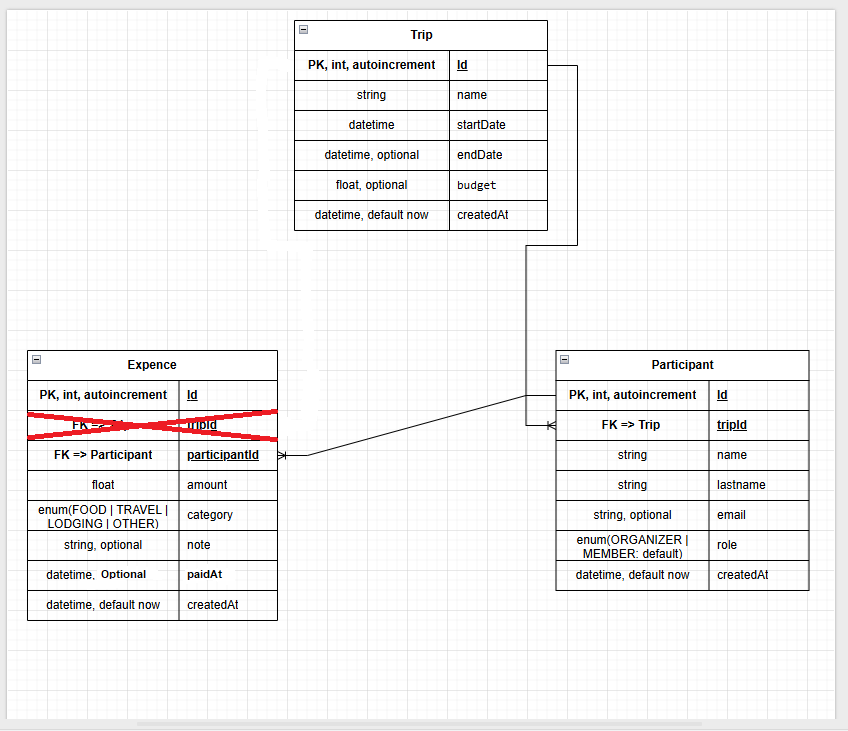 Trip
PK, int, autoincrement Id
string name
datetime startDate
datetime, optional endDate
float, optional budget
datetime, default now createdAt
Expence
PK, int, autoincrement Id
FK => tripId
FK => Participant participantId
float amount
enum(FOOD | TRAVEL |
LODGING | OTHER) category
string, optional note
datetime, Optional paidAt
datetime, default now createdAt
Participant
PK, int, autoincrement Id
FK => Trip tripId
string name
string lastname
string, optional email
enum(ORGANIZER |
MEMBER: default) role
datetime, default now createdAt